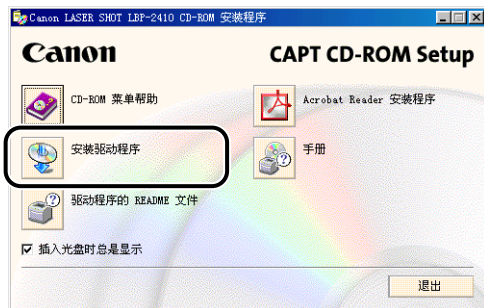 Canon LASER SHOT LBP-2410 CD-ROM 安装程序
Canon CAPT CD-ROM Setup
CD-ROM 菜单帮助
Acrobat Reader 安装程序
安装驱动程序
手册
驱动程序的 README 文件
插入光盘时总是显示
退出